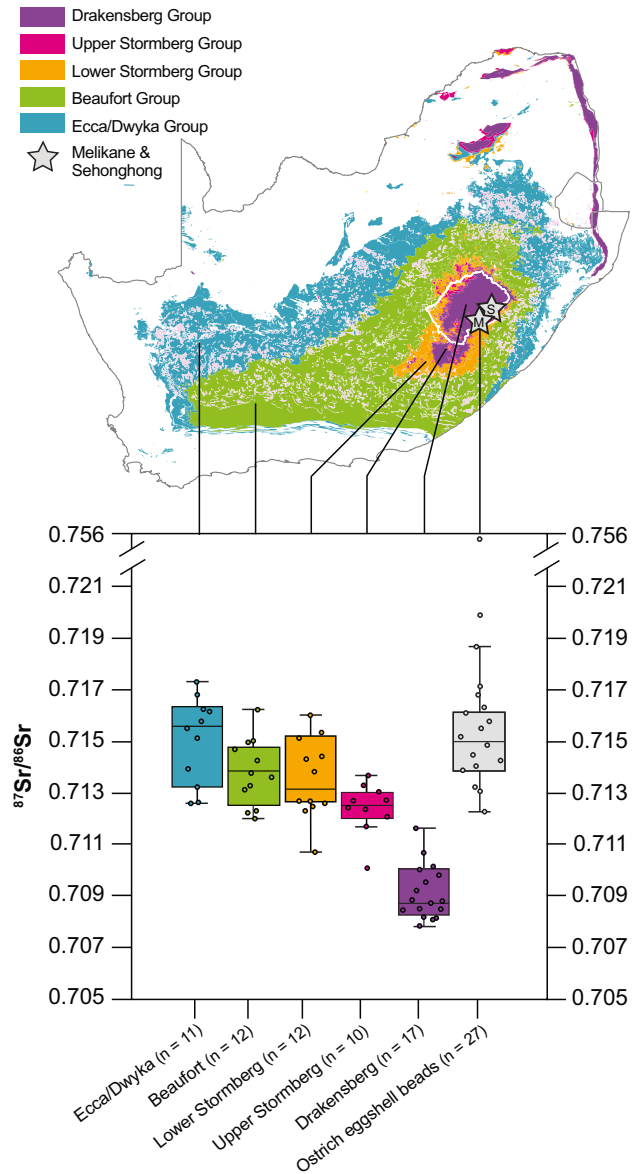 Drakensberg Group
Upper Stormberg Group
Lower Stormberg Group
Beaufort Group
Ecca/Dwyka Group
Melikane &
Sehonghong
S
M
0.756
0.756
0.721
0.721
0.719
0.719
0.717
0.717
0.715
0.715
0.713
0.713
0.711
0.711
0.709
0.709
0.707
0.707
0.705
0.705
⁸⁷Sr/⁸⁶Sr
Ecca/Dwyka (n = 11)
Beaufort (n = 12)
Lower Stormberg (n = 12)
Upper Stormberg (n = 10)
Drakensberg (n = 17)
Ostrich eggshell beads (n = 27)